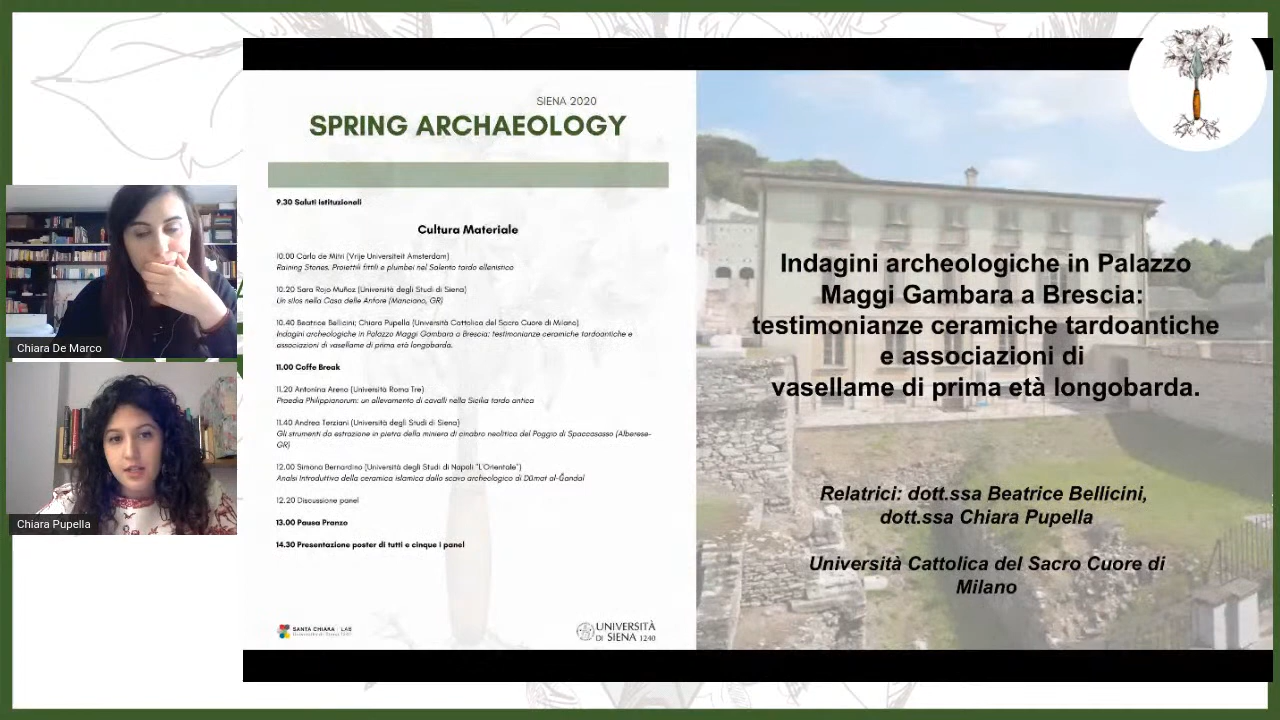 SIENA 2020
SPRING ARCHAEOLOGY
9.30 Saluti istituzionali
Cultura Materiale
10.00 Carlo de Mitri (Vrije Universiteit Amsterdam)
Raining Stones. Proiettili fittili e plumbei nel Salento tardo ellenistico
10.20 Sara Rojo Muñoz (Università degli Studi di Siena)
Un silos nella Casa delle Anfore (Manciano, GR)
10.40 Beatrice Bellicini; Chiara Pupella (Università Cattolica del Sacro Cuore di Milano)
Indagini archeologiche in Palazzo Maggi Gambara a Brescia: testimonianze ceramiche tardoantiche e
associazioni di vasellame di prima età longobarda.
11.00 Coffe Break
11.20 Antonina Arena (Università Roma Tre)
Praedia Philippianorum: un allevamento di cavalli nella Sicilia tardo antica
11.40 Andrea Terziani (Università degli Studi di Siena)
Gli strumenti da estrazione in pietra della miniera di cinabro neolitica del Poggio di Spaccasasso (Alberese-
GR)
12.00 Simona Bernardino (Università degli Studi di Napoli "L'Orientale")
Analsi Introduttiva della ceramica islamica dallo scavo archeologico di Dūmat al-Ǧandal
12.20 Discussione panel
13.00 Pausa Pranzo
14.30 Presentazione poster di tutti e cinque i panel
SANTA CHIARA LAB
UNIVERSITÀ
DI SIENA 1240
Indagini archeologiche in Palazzo
Maggi Gambara a Brescia:
testimonianze ceramiche tardoantiche
e associazioni di
vasellame di prima età longobarda.
Relatrici: dott.ssa Beatrice Bellicini,
dott.ssa Chiara Pupella
Università Cattolica del Sacro Cuore di
Milano
Chiara De Marco
Chiara Pupella